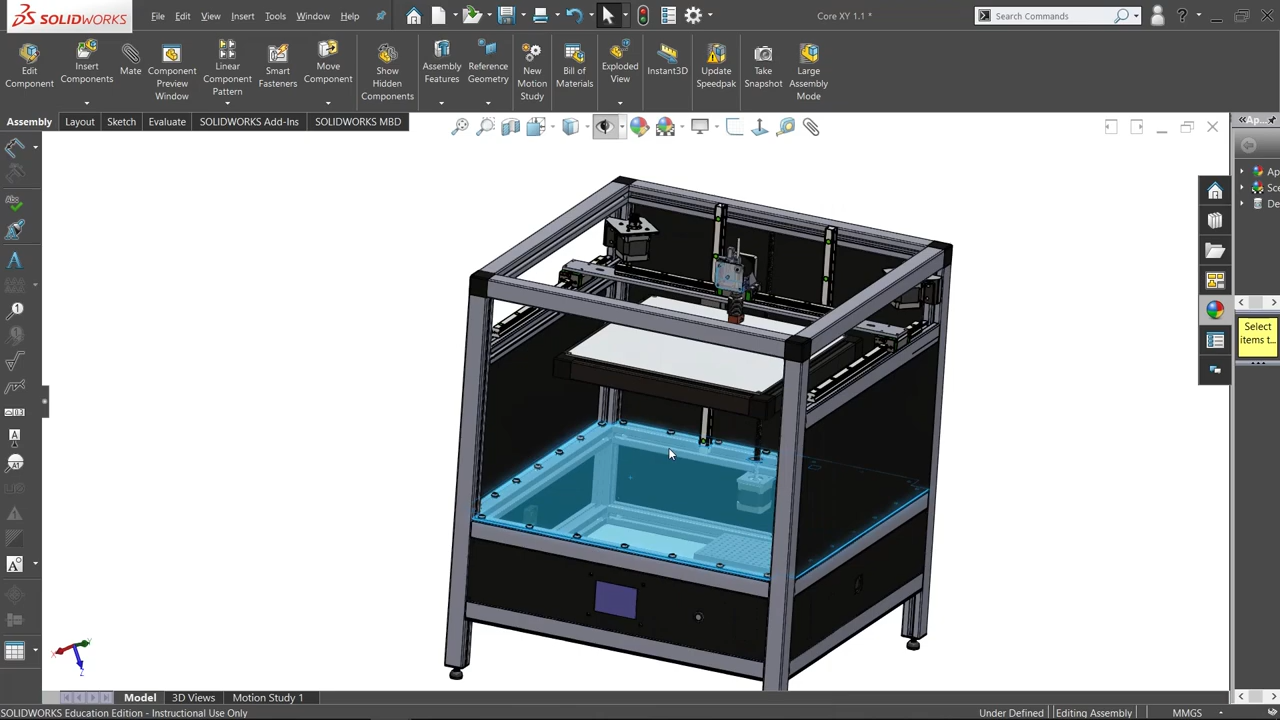 SOLIDWORKS
File Edit View Insert Tools Window Help
Core XY 1.1 *
Search Commands
Edit Component
Insert Components
Mate
Component Preview Window
Linear Component Pattern
Smart Fasteners
Move Component
Show Hidden Components
Assembly Features
Reference Geometry
New Motion Study
Bill of Materials
Exploded View
Instant3D
Update Speedpak
Take Snapshot
Large Assembly Mode
Assembly Layout Sketch Evaluate SOLIDWORKS Add-Ins SOLIDWORKS MBD
Ap
Sce
De
Select
items t...
Model 3D Views Motion Study 1
SOLIDWORKS Education Edition - Instructional Use Only
Under Defined Editing Assembly MMGS